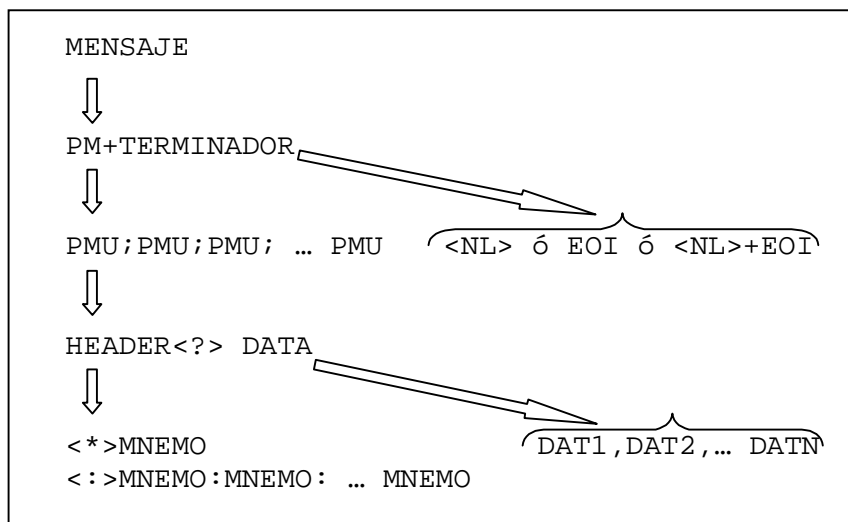 MENSAJE
PM+TERMINADOR
PMU;PMU;PMU; … PMU
<NL> ó EOI ó <NL>+EOI
HEADER<?> DATA
<*>MNEMO
DAT1,DAT2,… DATN
<:>MNEMO:MNEMO: … MNEMO